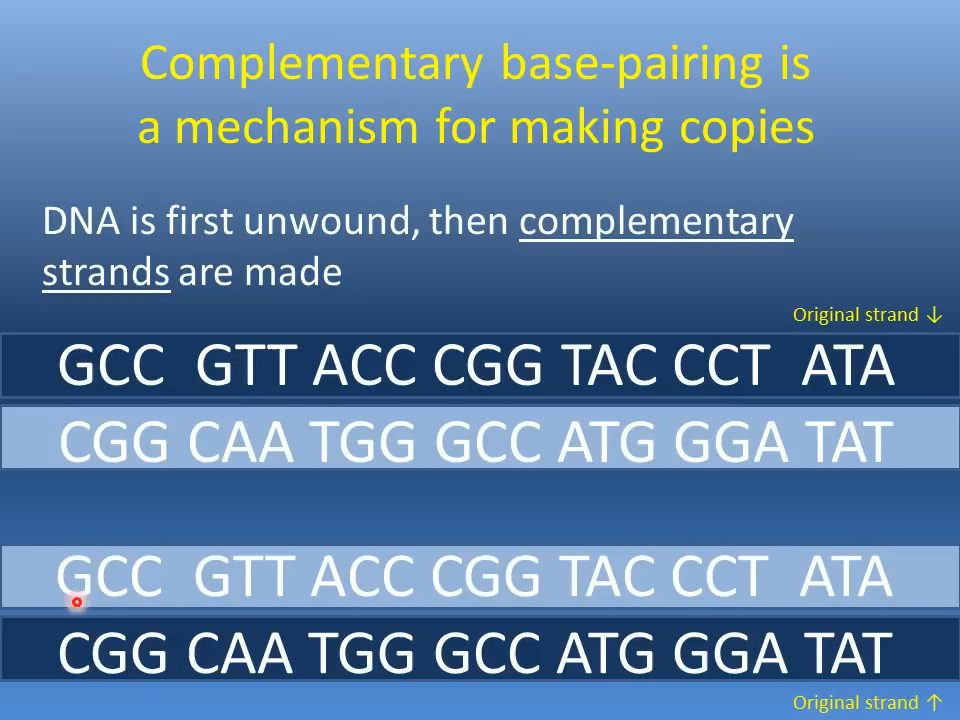 Complementary base-pairing is
a mechanism for making copies
DNA is first unwound, then complementary
strands are made
Original strand ↓
GCC GTT ACC CGG TAC CCT ATA
CGG CAA TGG GCC ATG GGA TAT
GCC GTT ACC CGG TAC CCT ATA
CGG CAA TGG GCC ATG GGA TAT
Original strand ↑